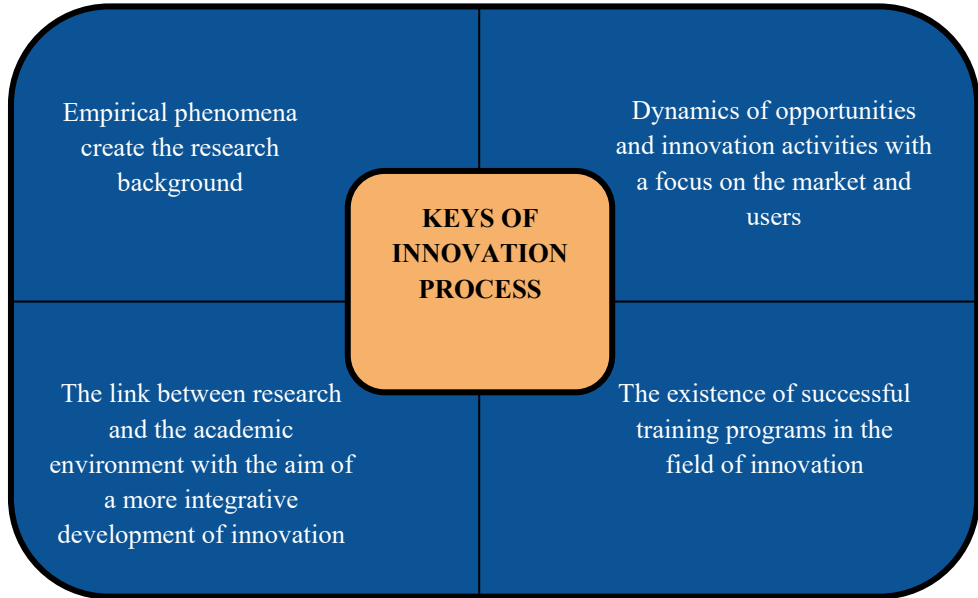 Empirical phenomena
create the research
background
Dynamics of opportunities
and innovation activities with
a focus on the market and
users
KEYS OF
INNOVATION
PROCESS
The link between research
and the academic
environment with the aim of
a more integrative
development of innovation
The existence of successful
training programs in the
field of innovation